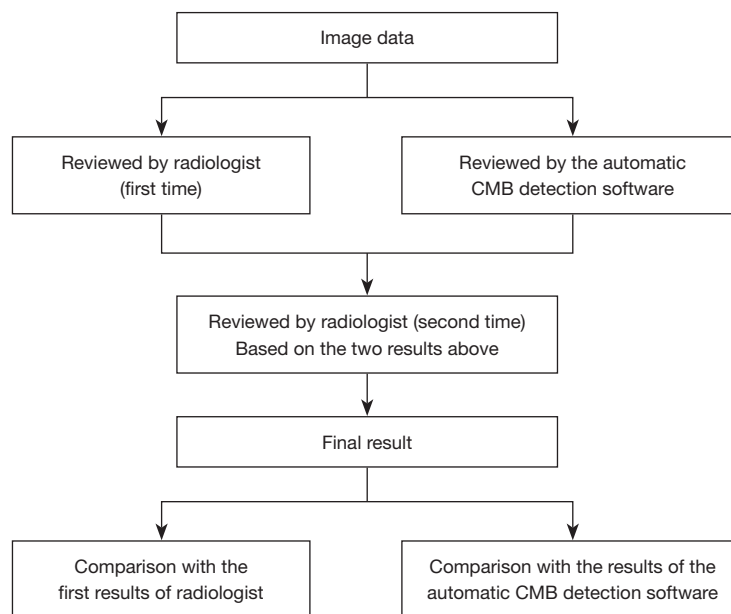 Image data
Reviewed by radiologist
(first time)
Reviewed by the automatic
CMB detection software
Reviewed by radiologist (second time)
Based on the two results above
Final result
Comparison with the
first results of radiologist
Comparison with the results of the
automatic CMB detection software